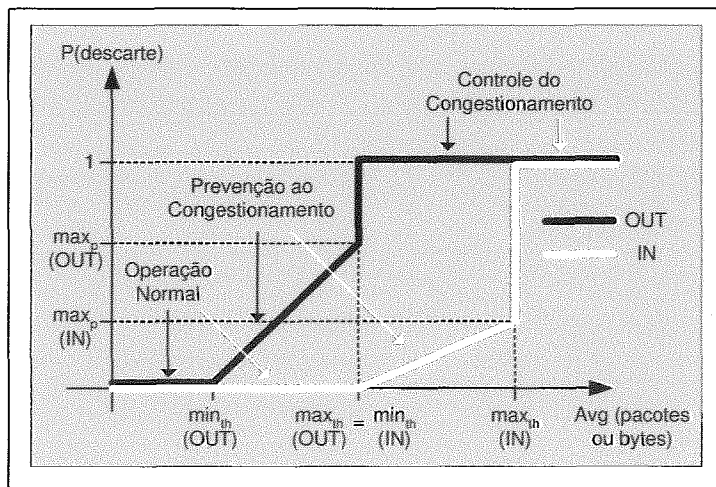 P(descarte)
Controle do
Congestionamento
1
Prevenção ao
Congestionamento
OUT
IN
max_p
(OUT)
Operação
Normal
max_p
(IN)
min_th
(OUT)
max_th
(OUT)
=
min_th
(IN)
max_th
(IN)
Avg (pacotes
ou bytes)